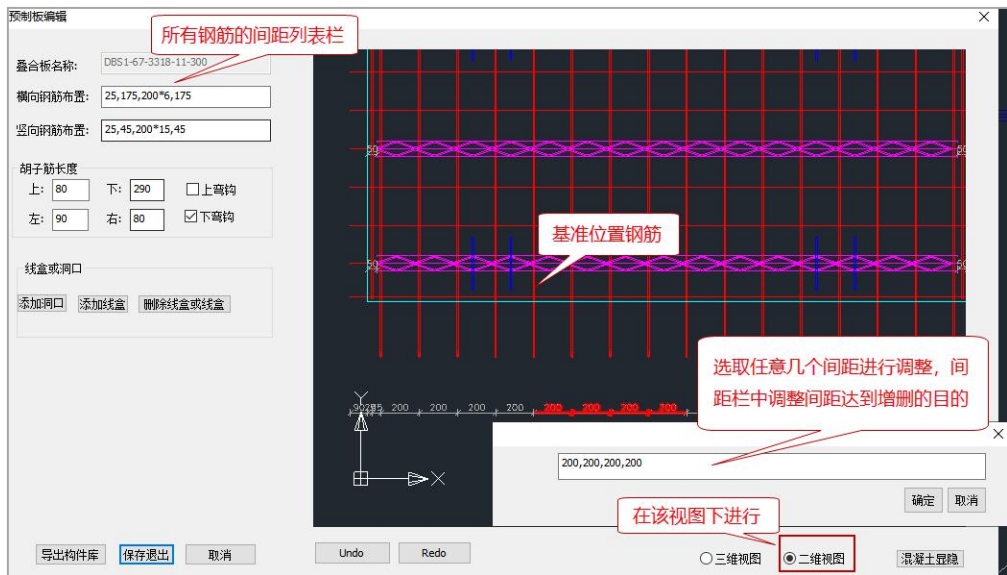 预制板编辑
所有钢筋的间距列表栏
叠合板名称: DBS1-67-3318-11-300
横向钢筋布置: 25,175,200*6,175
竖向钢筋布置: 25,45,200*15,45
胡子筋长度
上: 80 下: 290 上弯钩
左: 90 右: 80 下弯钩
基准位置钢筋
线盒或洞口
添加洞口 添加线盒 删除线盒或线盒
选取任意几个间距进行调整，间
距栏中调整间距达到增删的目的
200 200 200 200 200 200 200 200
Y
X
200,200,200,200
确定 取消
在该视图下进行
导出构件库 保存退出 取消 Undo Redo 三维视图 二维视图 混凝土显隐